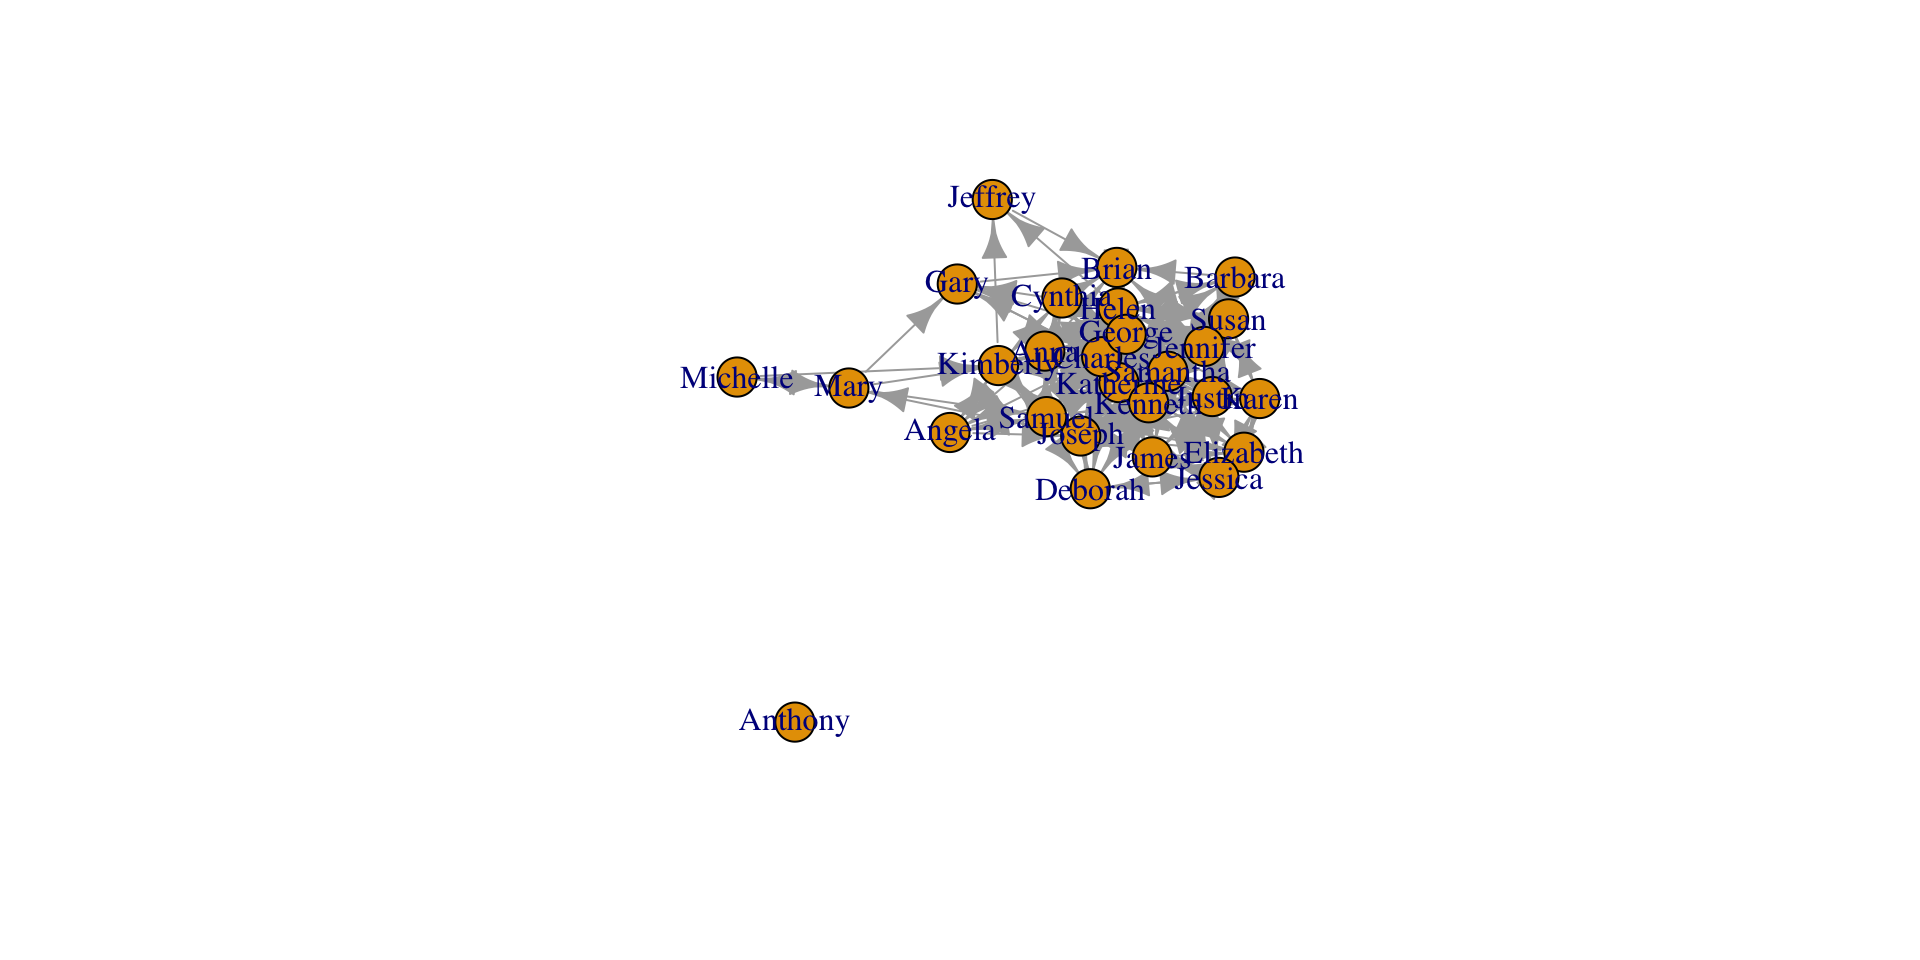 Jeffrey
Brian
Barbara
Gary
Cynthia
Helen
Susan
George
Jennifer
Anna
Charles
Kimberly
Samantha
Michelle
Mary
Katherine
Kenneth
Justin
Karen
Samuel
Angela
Joseph
James
Elizabeth
Jessica
Deborah
Anthony